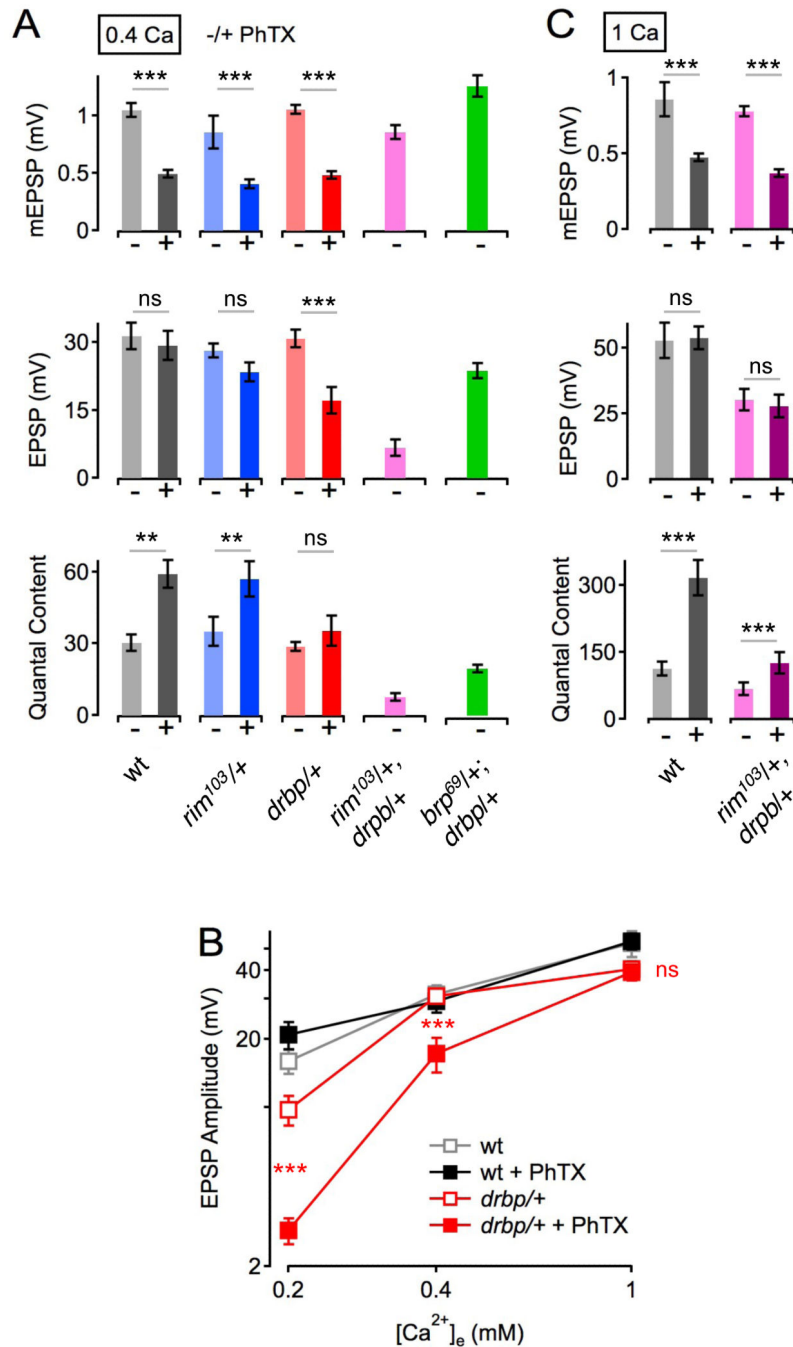 A
0.4 Ca
-/+ PhTX
*** *** ***
mEPSP (mV)
1
0.5
0
- + - + - + - -
ns ns ***
EPSP (mV)
30
15
0
- + - + - + - -
** ** ns
Quantal Content
60
30
0
- + - + - + - -
wt
rim103/+
drbp/+
rim103/+,
drpb/+
brp69/+;
drbp/+
C
1 Ca
*** ***
mEPSP (mV)
1
0.5
0
- + - +
ns
ns
EPSP (mV)
50
25
0
- + - +
***
***
Quantal Content
300
150
0
- + - +
wt
rim103/+,
drpb/+
B
EPSP Amplitude (mV)
40
20
2
ns
***
***
wt
wt + PhTX
drbp/+
drbp/+ + PhTX
0.2 0.4 1
[Ca2+]e (mM)